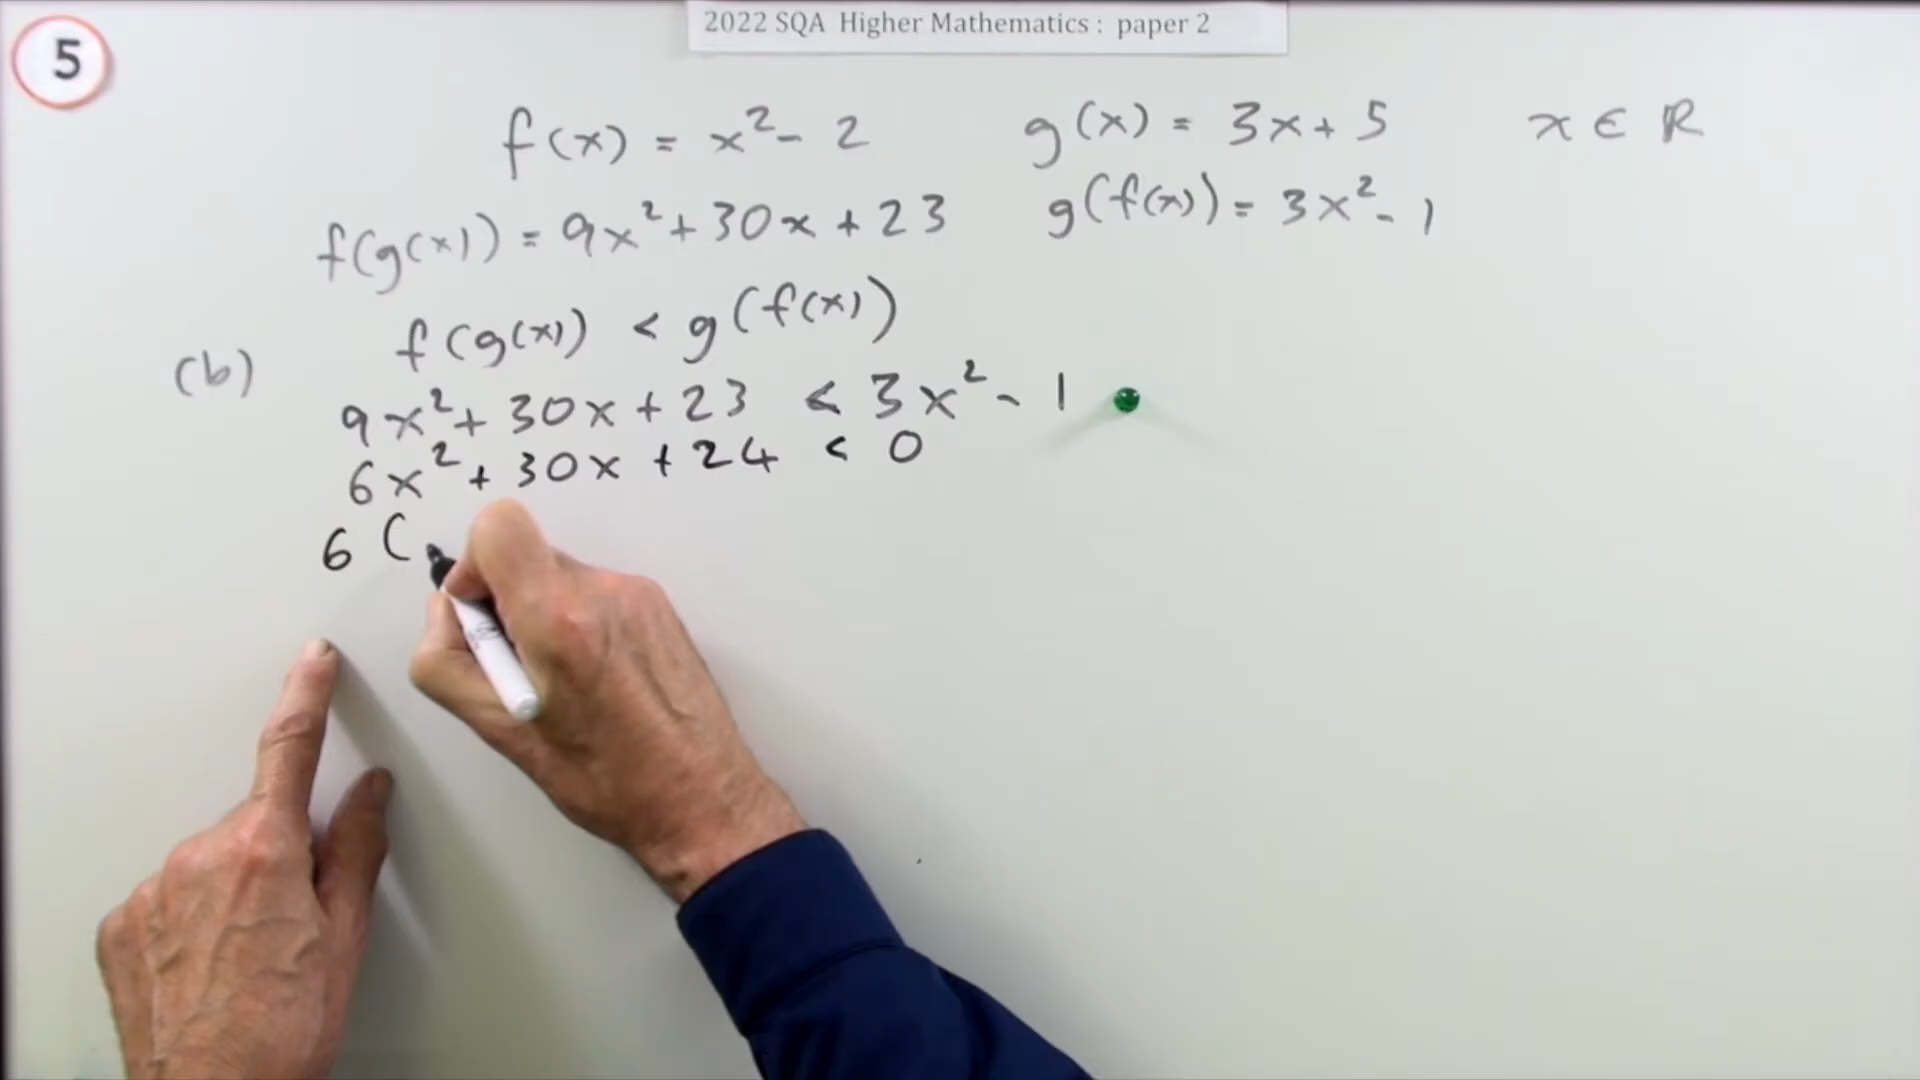 2022 SQA Higher Mathematics : paper 2
5
f(x) = x² - 2 g(x) = 3x + 5 x ∈ ℝ
f(g(x)) = 9x² + 30x + 23 g(f(x)) = 3x² - 1
(b) f(g(x)) < g(f(x))
9x² + 30x + 23 < 3x² - 1
6x² + 30x + 24 < 0
6 (